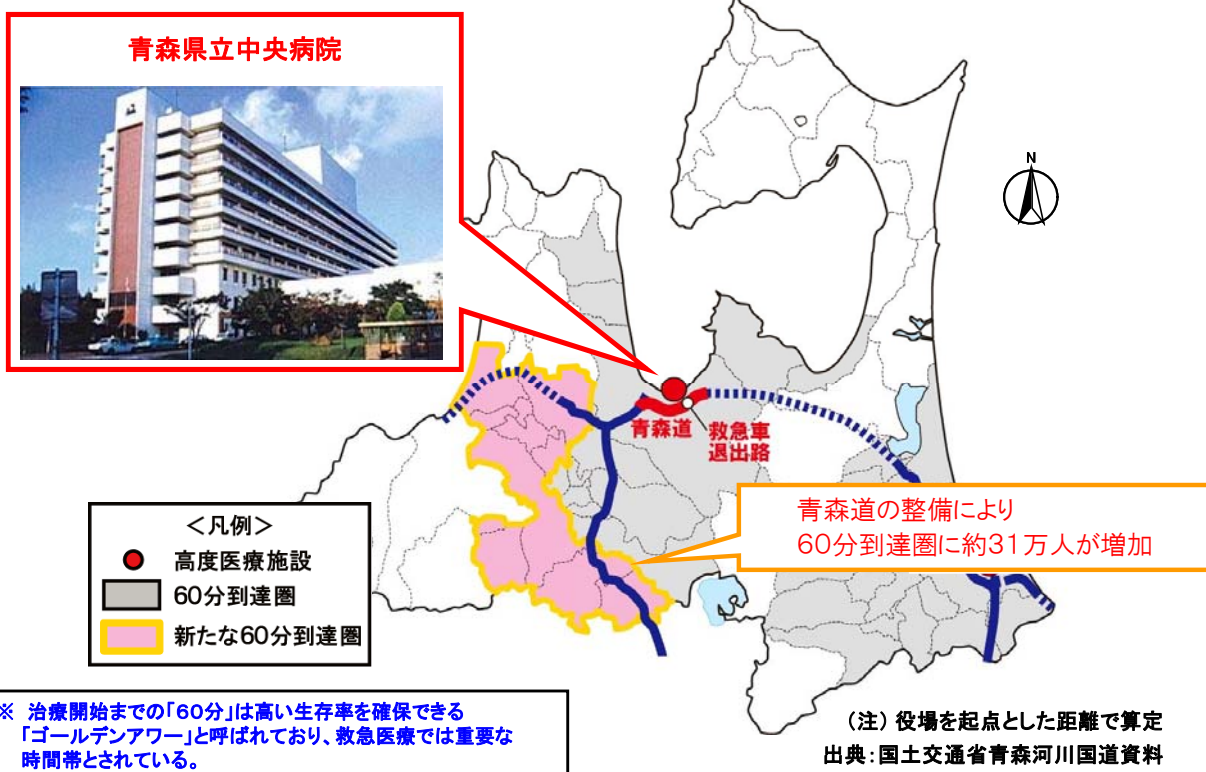 青森県立中央病院
N
青森道
救急車
退出路
青森道の整備により
60分到達圏に約31万人が増加
<凡例>
高度医療施設
60分到達圏
新たな60分到達圏
※ 治療開始までの「60分」は高い生存率を確保できる
「ゴールデンアワー」と呼ばれており、救急医療では重要な
時間帯とされている。
（注）役場を起点とした距離で算定
出典：国土交通省青森河川国道資料